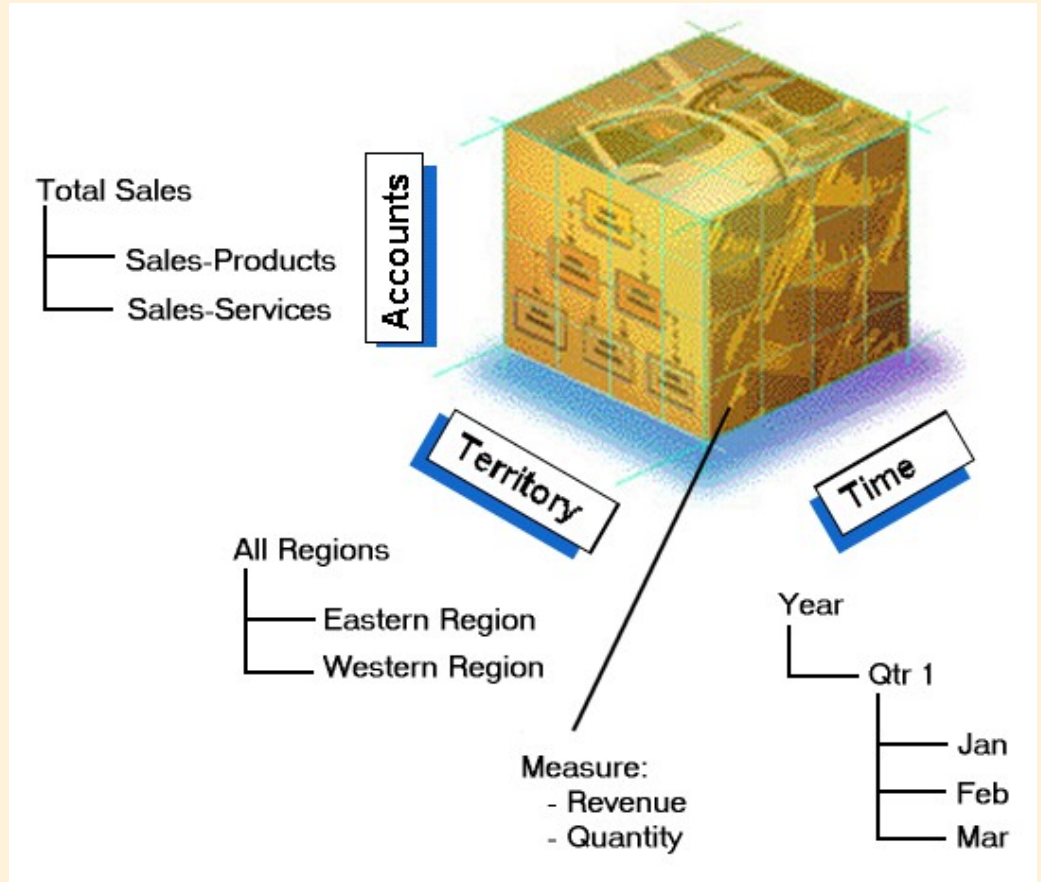 Total Sales
Sales-Products
Sales-Services
Accounts
Territory
Time
All Regions
Eastern Region
Western Region
Year
Qtr 1
Jan
Feb
Mar
Measure:
- Revenue
- Quantity